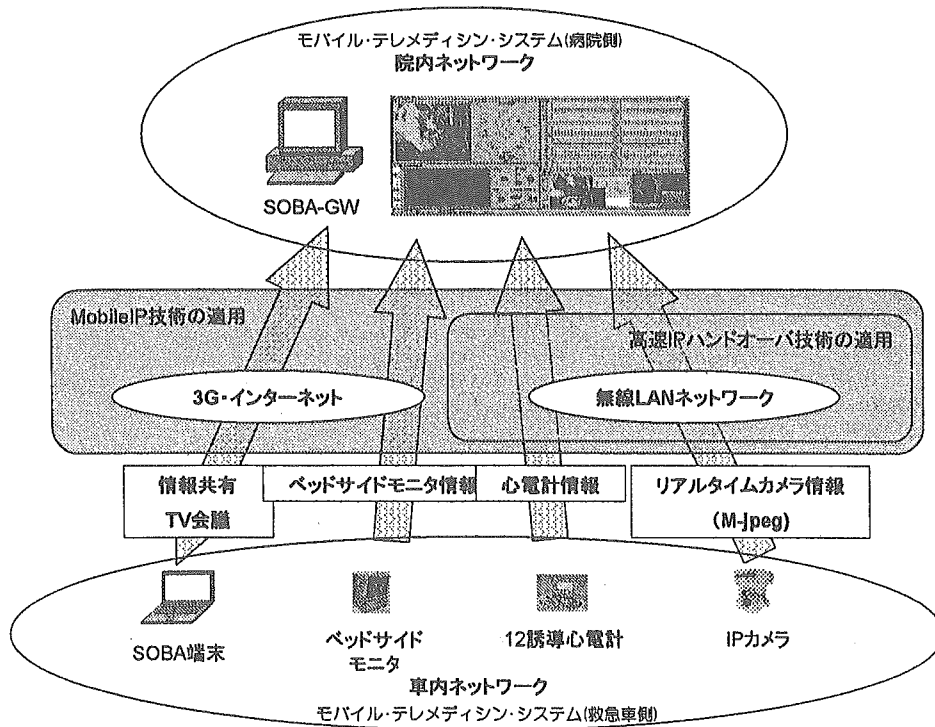 モバイル・テレメディシン・システム(病院側)
院内ネットワーク
SOBA-GW
MobileIP技術の適用
高速IPハンドオーバ技術の適用
3G・インターネット
無線LANネットワーク
情報共有
TV会議
ベッドサイドモニタ情報
心電計情報
リアルタイムカメラ情報
(M-Jpeg)
SOBA端末
ベッドサイド
モニタ
12誘導心電計
IPカメラ
車内ネットワーク
モバイル・テレメディシン・システム(救急車側)